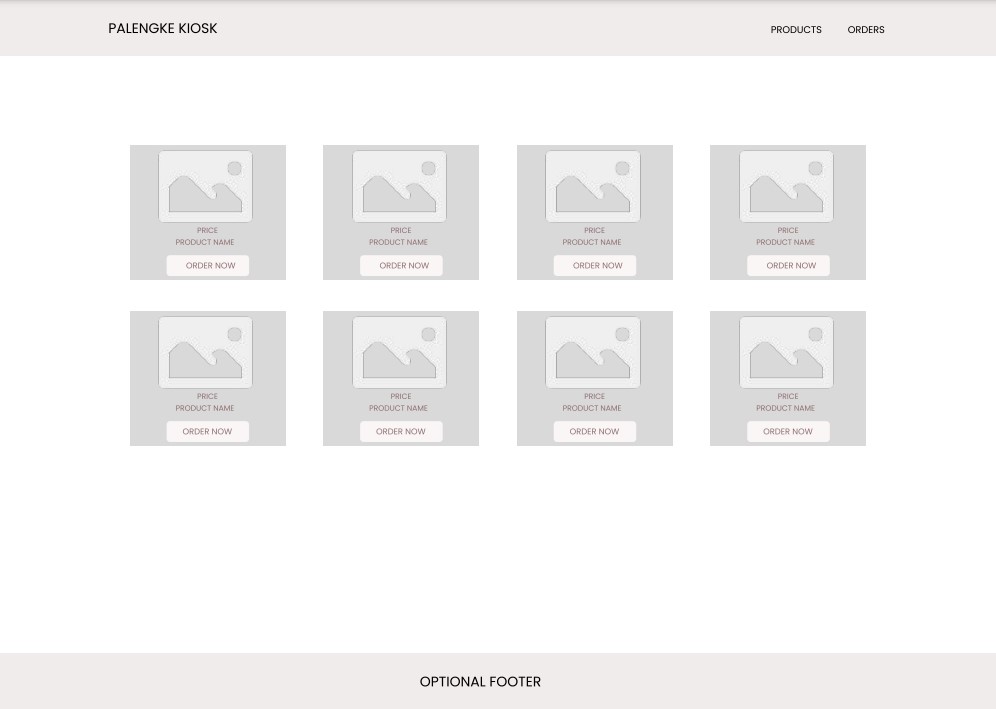 PALENGKE KIOSK
PRODUCTS ORDERS
PRICE PRICE PRICE PRICE
PRODUCT NAME PRODUCT NAME PRODUCT NAME PRODUCT NAME
ORDER NOW ORDER NOW ORDER NOW ORDER NOW
PRICE PRICE PRICE PRICE
PRODUCT NAME PRODUCT NAME PRODUCT NAME PRODUCT NAME
ORDER NOW ORDER NOW ORDER NOW ORDER NOW
OPTIONAL FOOTER